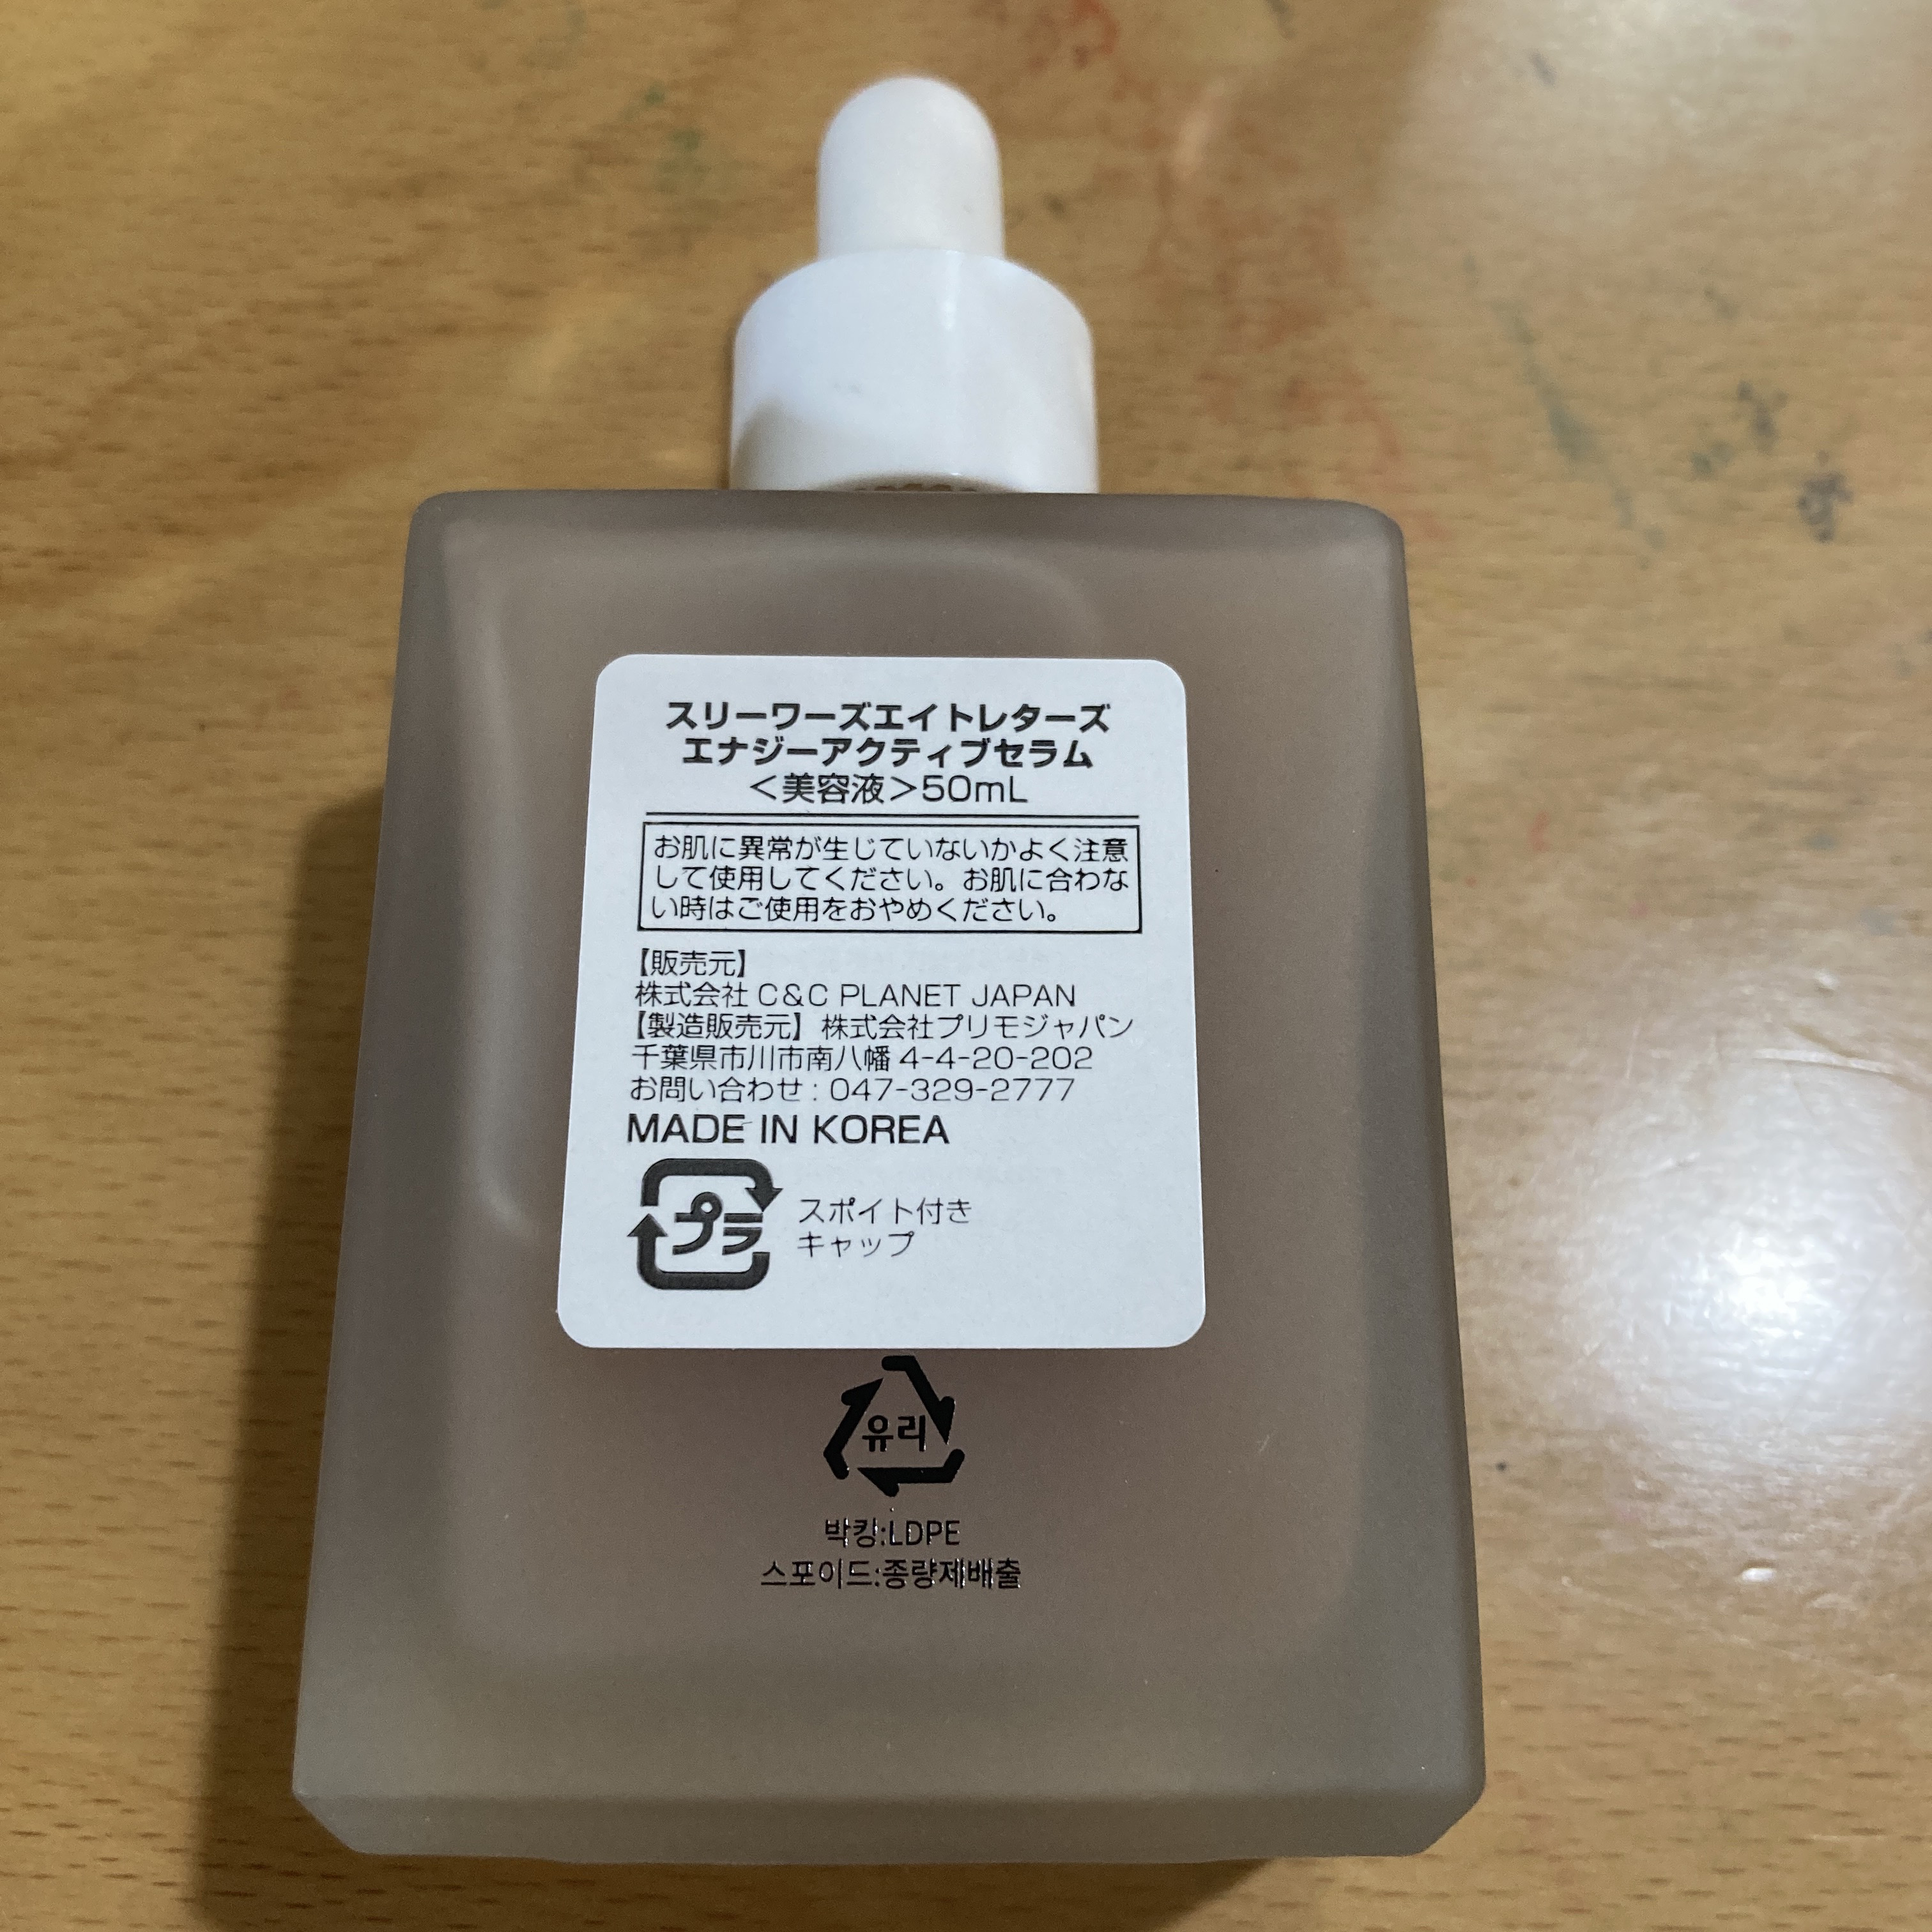 スリーワーズエイトレターズ
エナジーアクティブセラム
＜美容液＞50mL
お肌に異常が生じていないかよく注意
して使用してください。お肌に合わな
い時はご使用をおやめください。
【販売元】
株式会社 C&C PLANET JAPAN
【製造販売元】株式会社プリモジャパン
千葉県市川市南八幡 4-4-20-202
お問い合わせ : 047-329-2777
MADE IN KOREA
プラ
スポイト付き
キャップ
유리
박킹:LDPE
스포이드:종량제배출